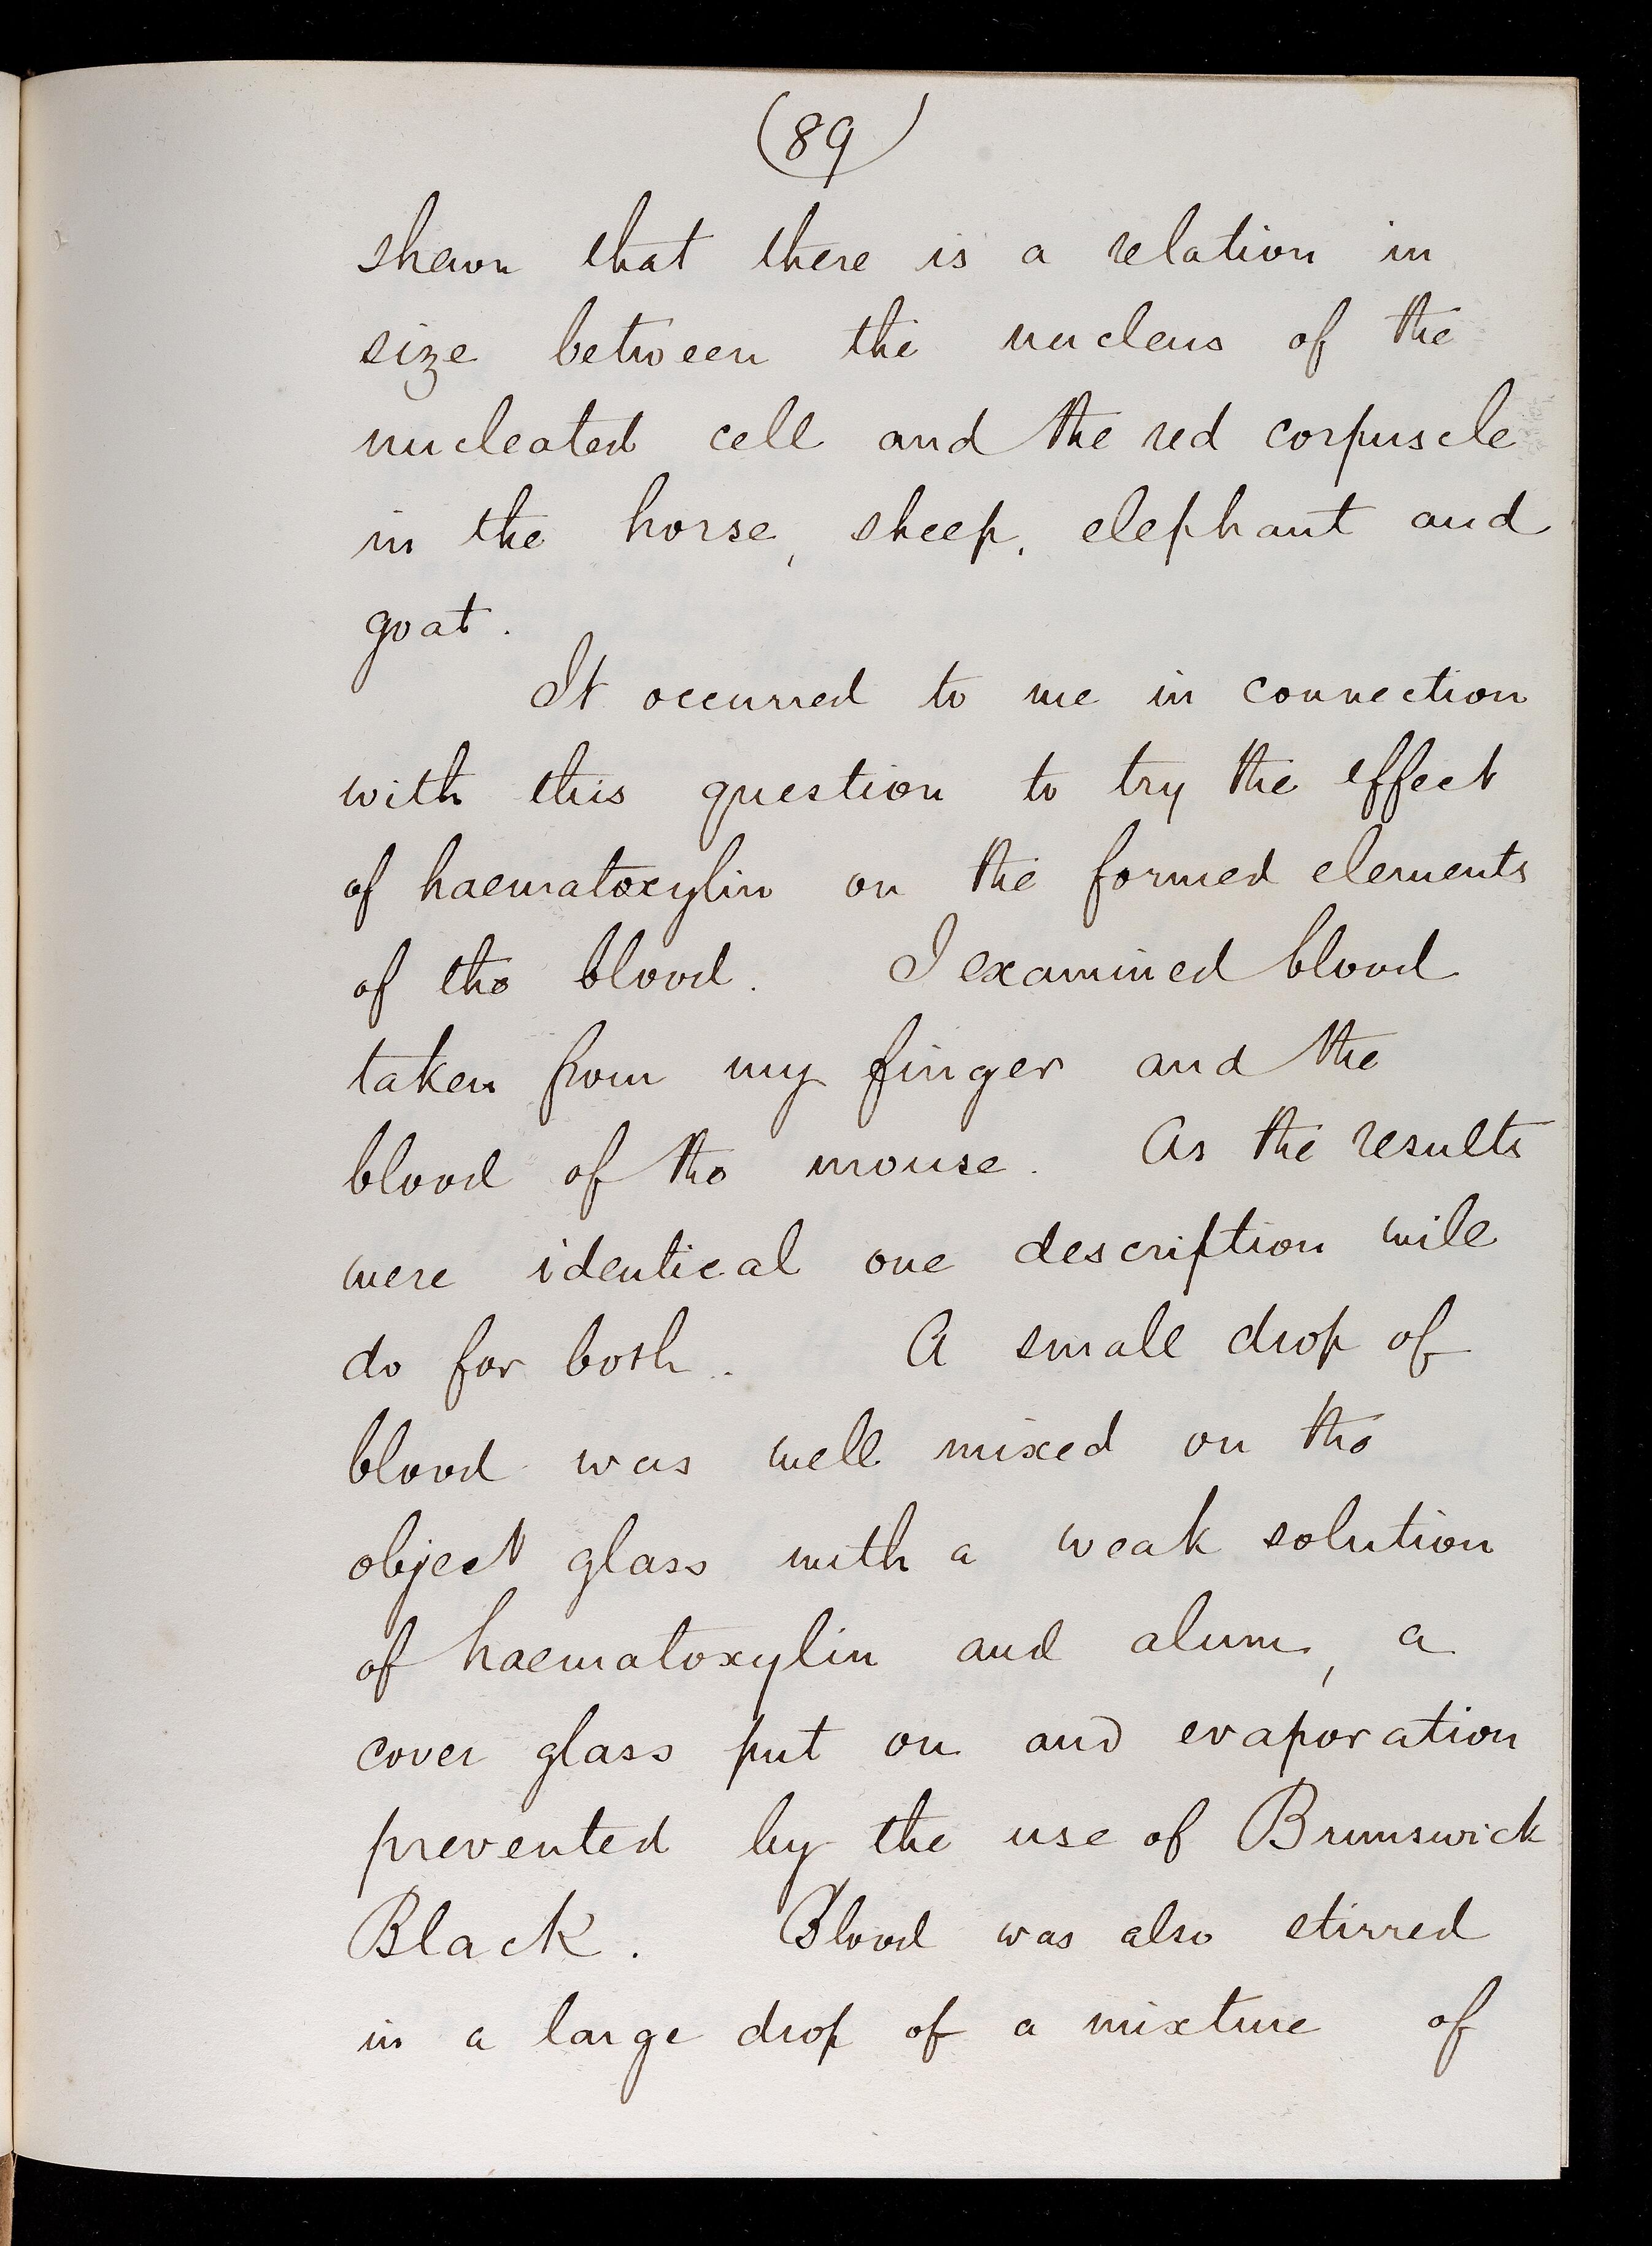 (89)
shewn that there is a relation in
size between the nucleus of the
nucleated cell and the red corpuscle
in the horse, sheep, elephant and
goat.
It occurred to me in connection
with this question to try the effect
of haematoxylin on the formed elements
of the blood. I examined blood
taken from my finger and the
blood of the mouse. As the results
were identical one description will
do for both. A small drop of
blood was well mixed on the
object glass with a weak solution
of haematoxylin and alum, a
cover glass put on and evaporation
prevented by the use of Brunswick
Black. Blood was also stirred
in a large drop of a mixture of